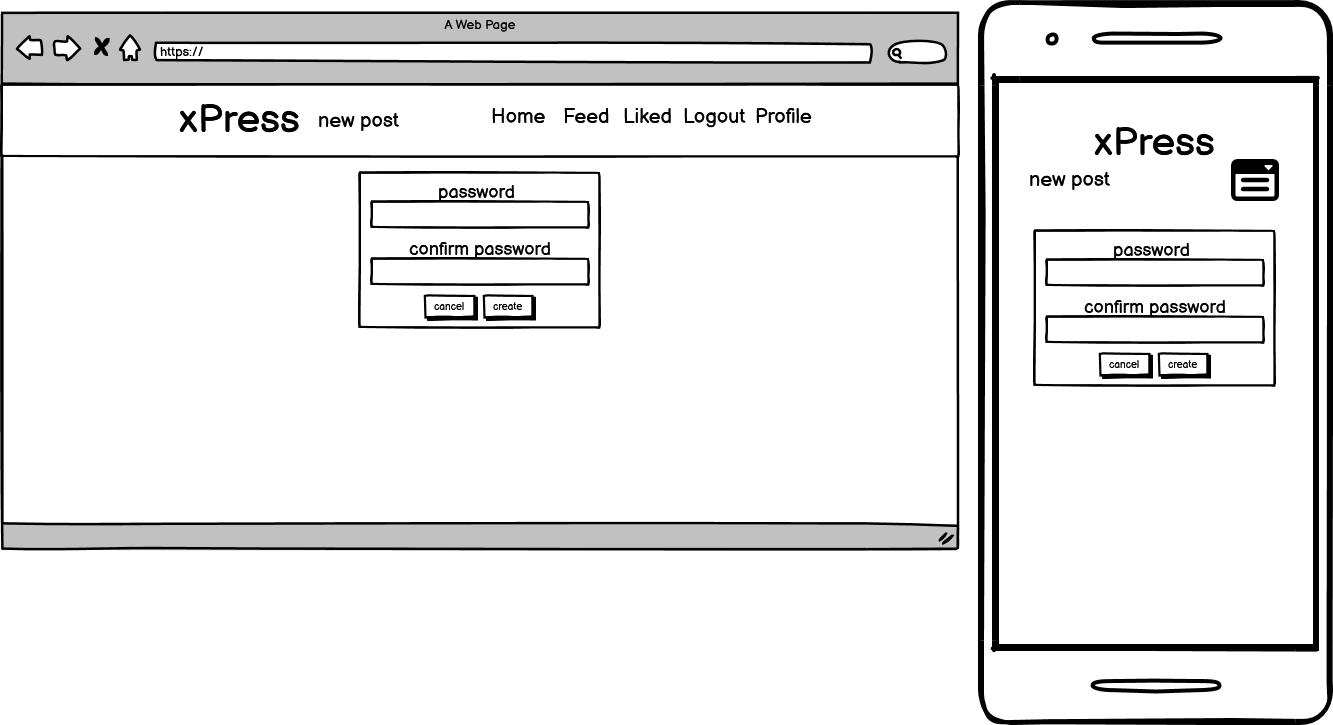 A Web Page
https://
xPress new post Home Feed Liked Logout Profile
password
confirm password
cancel create
xPress
new post
password
confirm password
cancel create